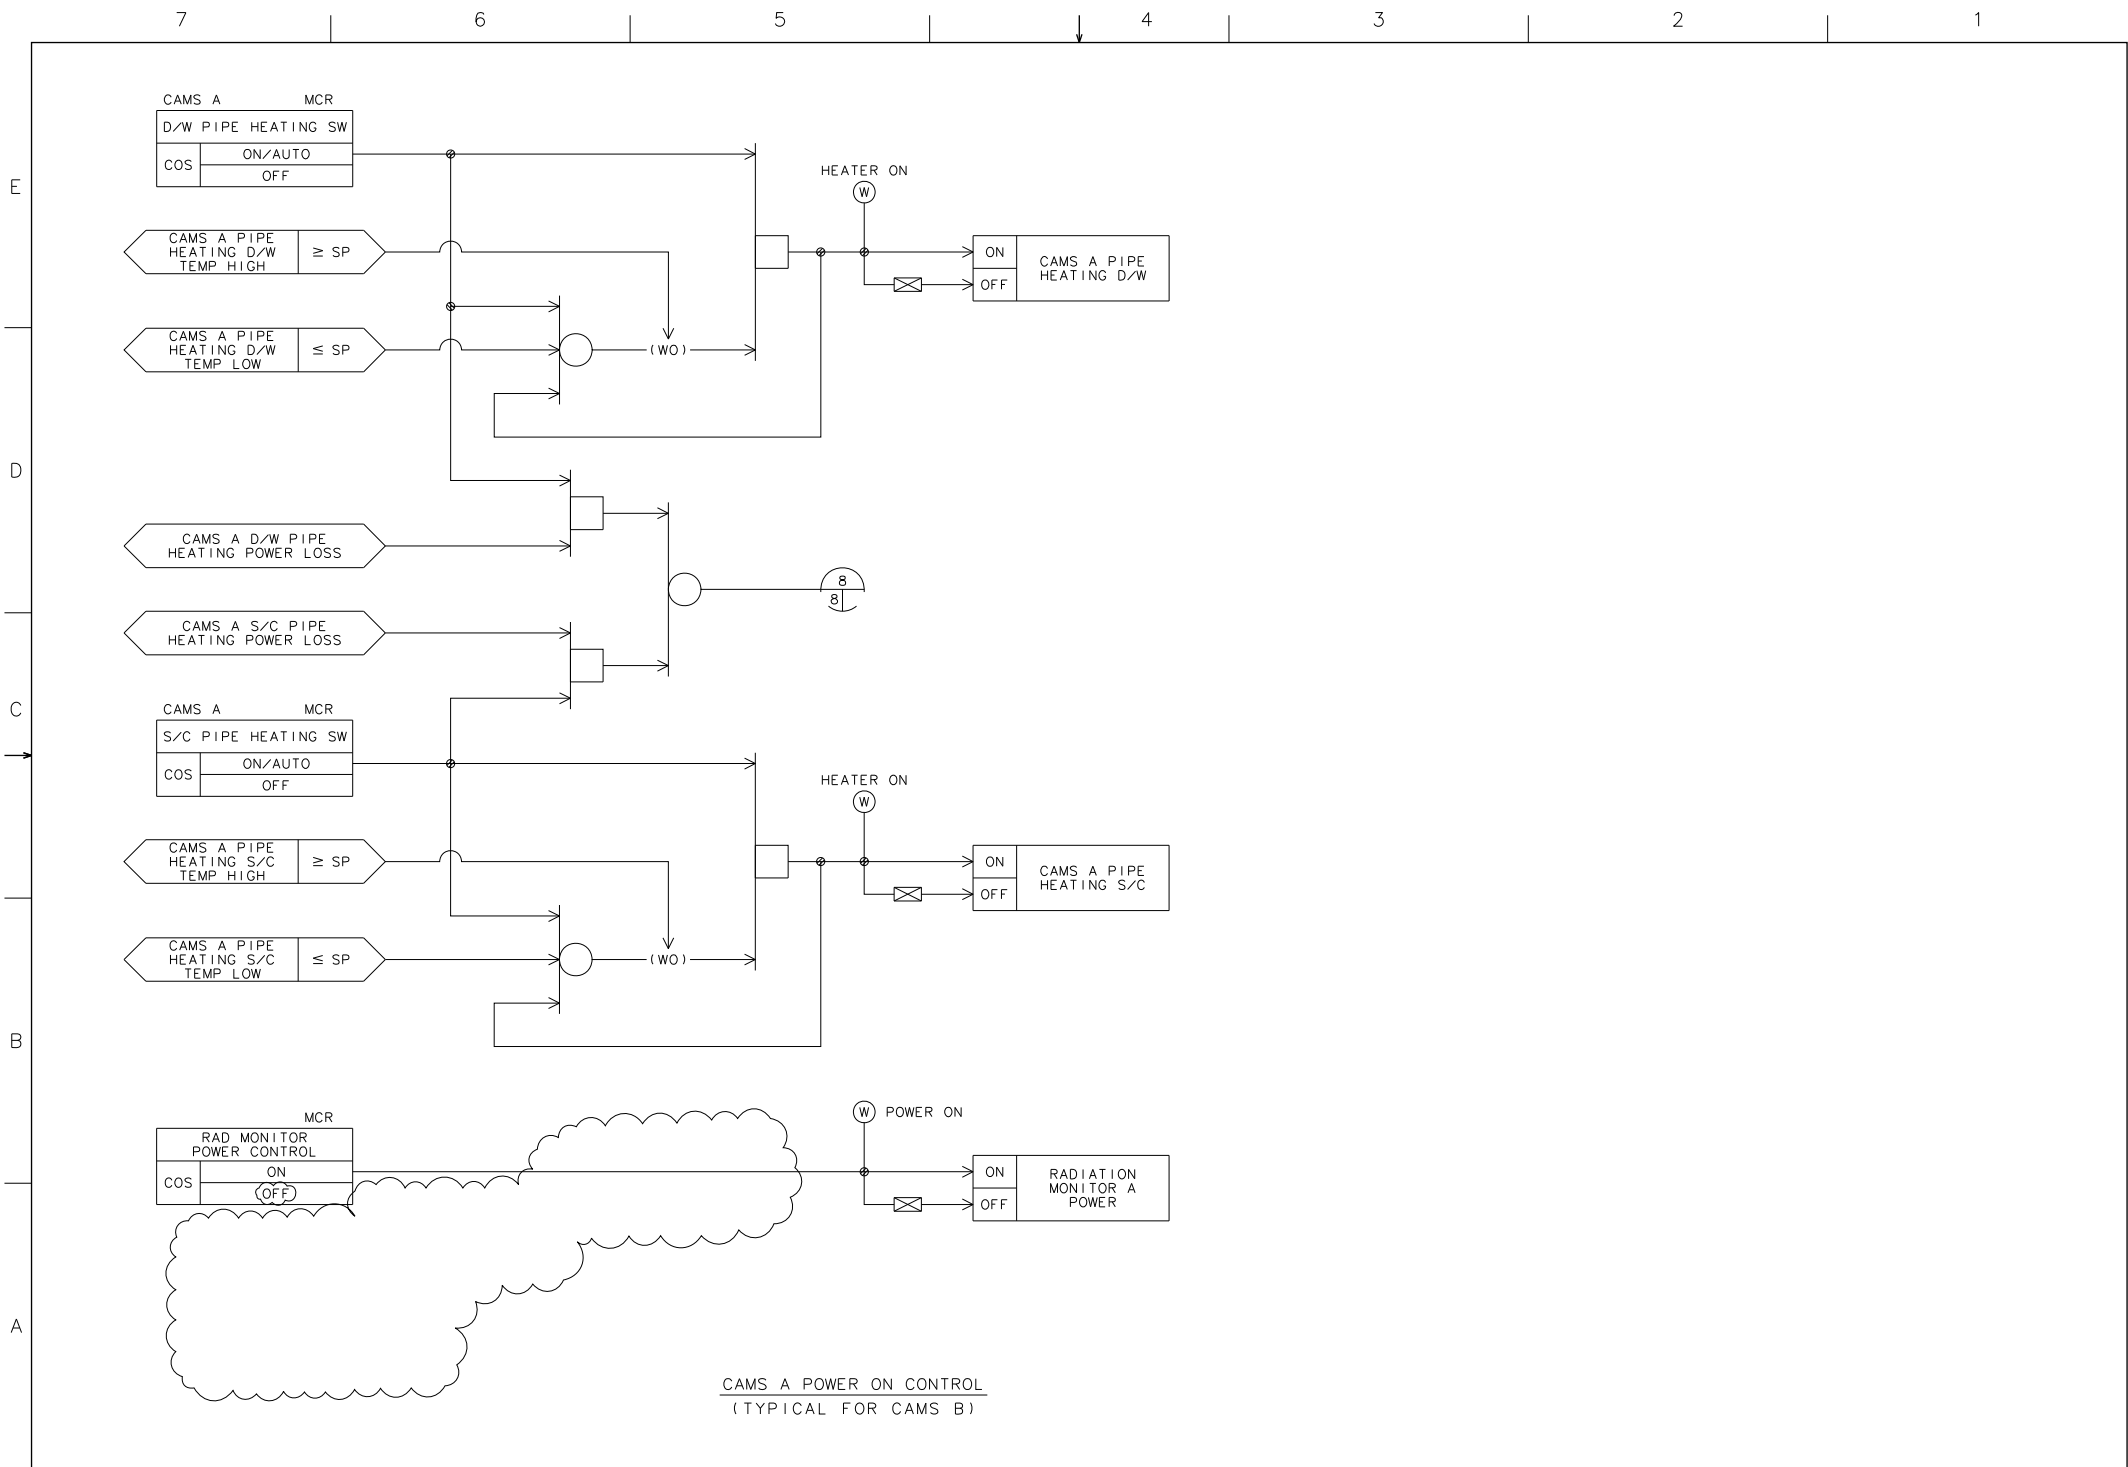 7 6 5 4 3 2 1
CAMS A MCR
D/W PIPE HEATING SW
COS
ON/AUTO
OFF
HEATER ON
W
E
CAMS A PIPE
HEATING D/W
TEMP HIGH
≥ SP
ON
OFF
CAMS A PIPE
HEATING D/W
CAMS A PIPE
HEATING D/W
TEMP LOW
≤ SP
(WO)
D
CAMS A D/W PIPE
HEATING POWER LOSS
8
8
CAMS A S/C PIPE
HEATING POWER LOSS
C
CAMS A MCR
S/C PIPE HEATING SW
COS
ON/AUTO
OFF
HEATER ON
W
CAMS A PIPE
HEATING S/C
TEMP HIGH
≥ SP
ON
OFF
CAMS A PIPE
HEATING S/C
CAMS A PIPE
HEATING S/C
TEMP LOW
≤ SP
(WO)
B
MCR
RAD MONITOR
POWER CONTROL
COS
ON
OFF
W POWER ON
ON
OFF
RADIATION
MONITOR A
POWER
A
CAMS A POWER ON CONTROL
(TYPICAL FOR CAMS B)